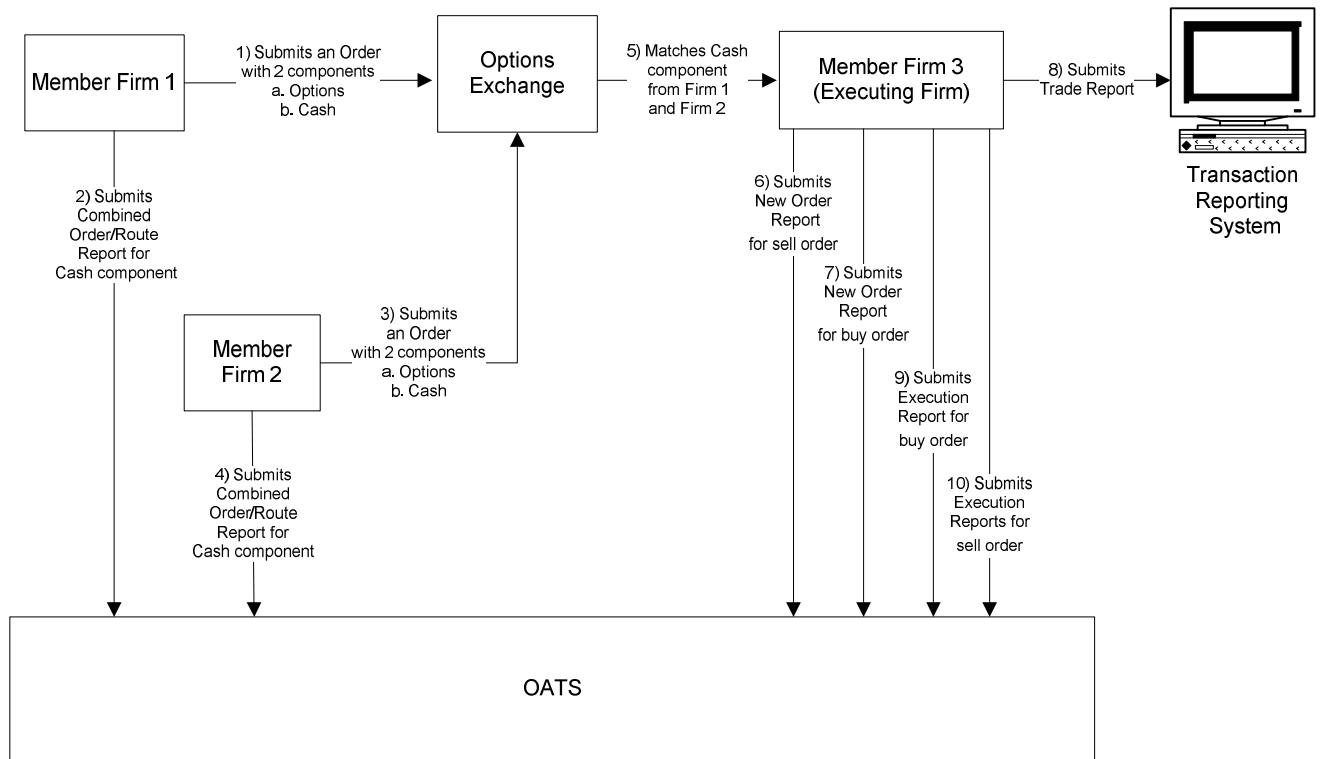 Member Firm 1
1) Submits an Order
with 2 components
a. Options
b. Cash
Options
Exchange
5) Matches Cash
component
from Firm 1
and Firm 2
Member Firm 3
(Executing Firm)
8) Submits
Trade Report
Transaction
Reporting
System
2) Submits
Combined
Order/Route
Report for
Cash component
Member
Firm 2
3) Submits
an Order
with 2 components
a. Options
b. Cash
4) Submits
Combined
Order/Route
Report for
Cash component
6) Submits
New Order
Report
for sell order
7) Submits
New Order
Report
for buy order
9) Submits
Execution
Report for
buy order
10) Submits
Execution
Reports for
sell order
OATS